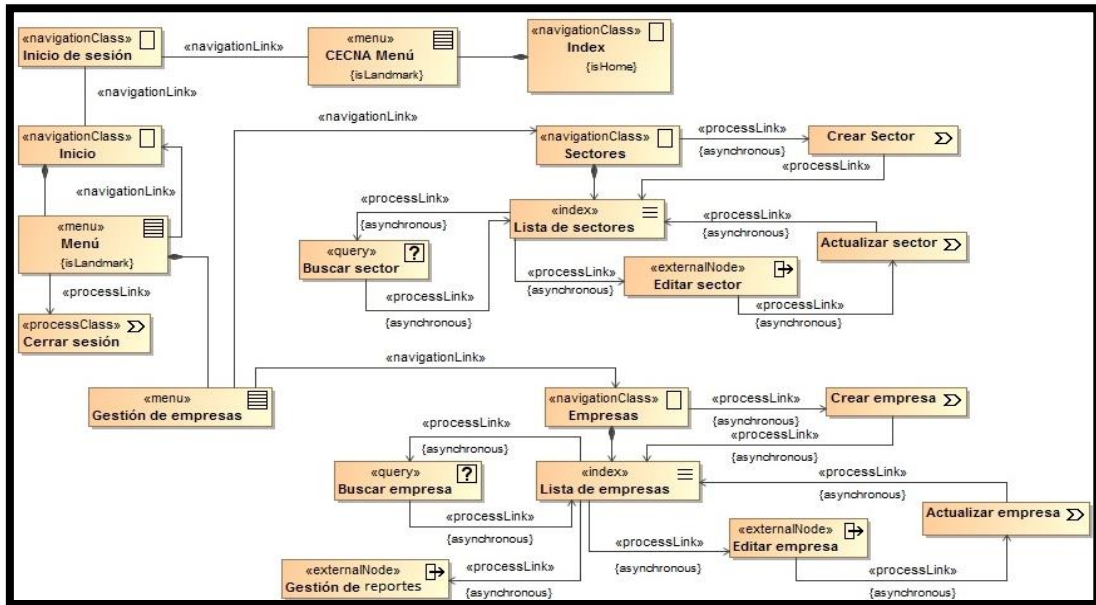 «navigationClass»
Inicio de sesión
«navigationLink»
«menu»
CECNA Menú
{isLandmark}
«navigationClass»
Index
{isHome}
«navigationLink»
«navigationClass»
Inicio
«navigationLink»
«menu»
Menú
{isLandmark}
«processLink»
«processClass»
Cerrar sesión
«menu»
Gestión de empresas
«navigationLink»
«navigationClass»
Sectores
«processLink»
{asynchronous}
Crear Sector
«processLink»
«index»
Lista de sectores
«processLink»
{asynchronous}
«query»
Buscar sector
?
«processLink»
{asynchronous}
«processLink»
{asynchronous}
«externalNode»
Editar sector
«processLink»
{asynchronous}
Actualizar sector
«processLink»
{asynchronous}
«navigationLink»
«navigationClass»
Empresas
«processLink»
{asynchronous}
Crear empresa
«processLink»
{asynchronous}
«index»
Lista de empresas
«processLink»
{asynchronous}
«query»
Buscar empresa
?
«processLink»
{asynchronous}
«processLink»
{asynchronous}
«externalNode»
Editar empresa
«processLink»
{asynchronous}
Actualizar empresa
«processLink»
{asynchronous}
«externalNode»
Gestión de reportes
«processLink»
{asynchronous}